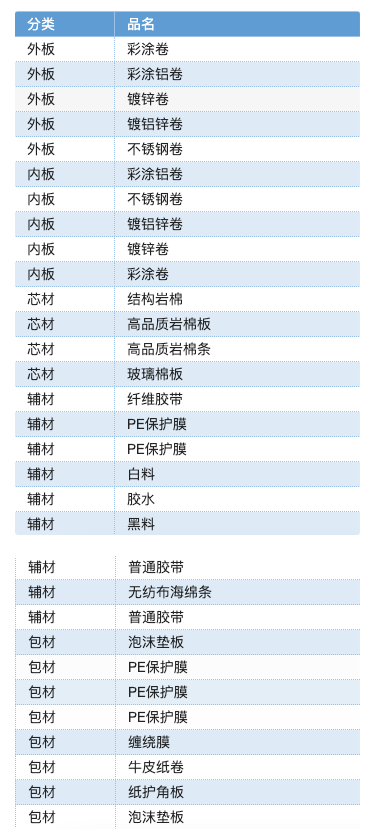 分类 品名
外板 彩涂卷
外板 彩涂铝卷
外板 镀锌卷
外板 镀铝锌卷
外板 不锈钢卷
内板 彩涂铝卷
内板 不锈钢卷
内板 镀铝锌卷
内板 镀锌卷
内板 彩涂卷
芯材 结构岩棉
芯材 高品质岩棉板
芯材 高品质岩棉条
芯材 玻璃棉板
辅材 纤维胶带
辅材 PE保护膜
辅材 PE保护膜
辅材 白料
辅材 胶水
辅材 黑料
辅材 普通胶带
辅材 无纺布海绵条
辅材 普通胶带
包材 泡沫垫板
包材 PE保护膜
包材 PE保护膜
包材 PE保护膜
包材 缠绕膜
包材 牛皮纸卷
包材 纸护角板
包材 泡沫垫板